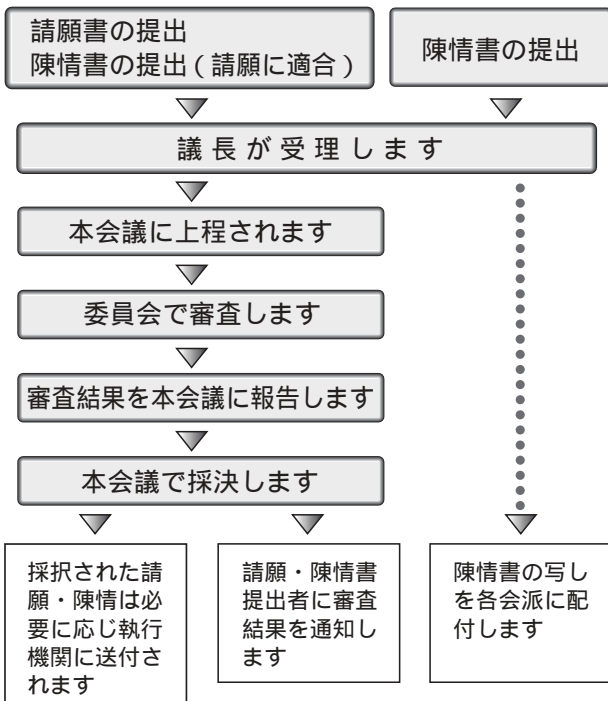 請願書の提出
陳情書の提出(請願に適合)
陳情書の提出
議長が受理します
本会議に上程されます
委員会で審査します
審査結果を本会議に報告します
本会議で採決します
採択された請
願・陳情は必
要に応じ執行
機関に送付さ
れます
請願・陳情書
提出者に審査
結果を通知し
ます
陳情書の写し
を各会派に配
付します